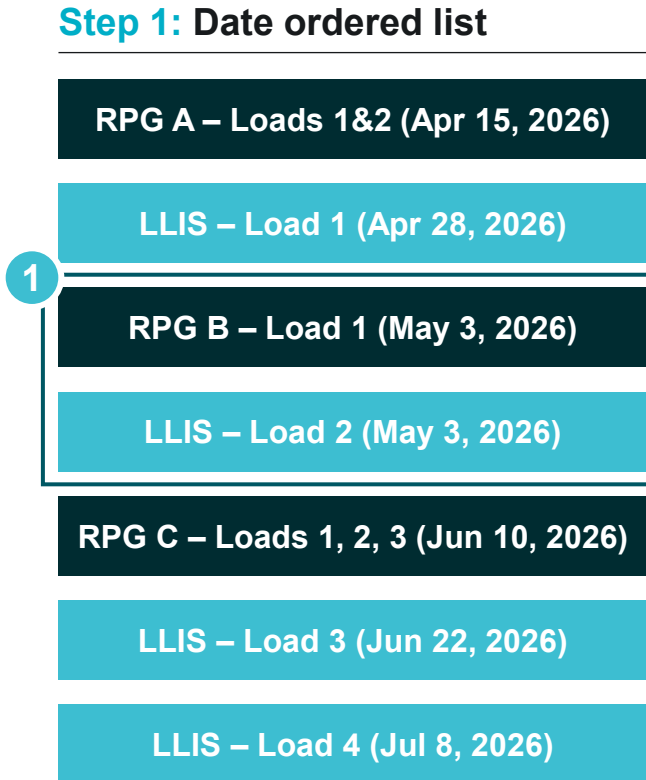 Step 1: Date ordered list
RPG A – Loads 1&2 (Apr 15, 2026)
LLIS – Load 1 (Apr 28, 2026)
1
RPG B – Load 1 (May 3, 2026)
LLIS – Load 2 (May 3, 2026)
RPG C – Loads 1, 2, 3 (Jun 10, 2026)
LLIS – Load 3 (Jun 22, 2026)
LLIS – Load 4 (Jul 8, 2026)